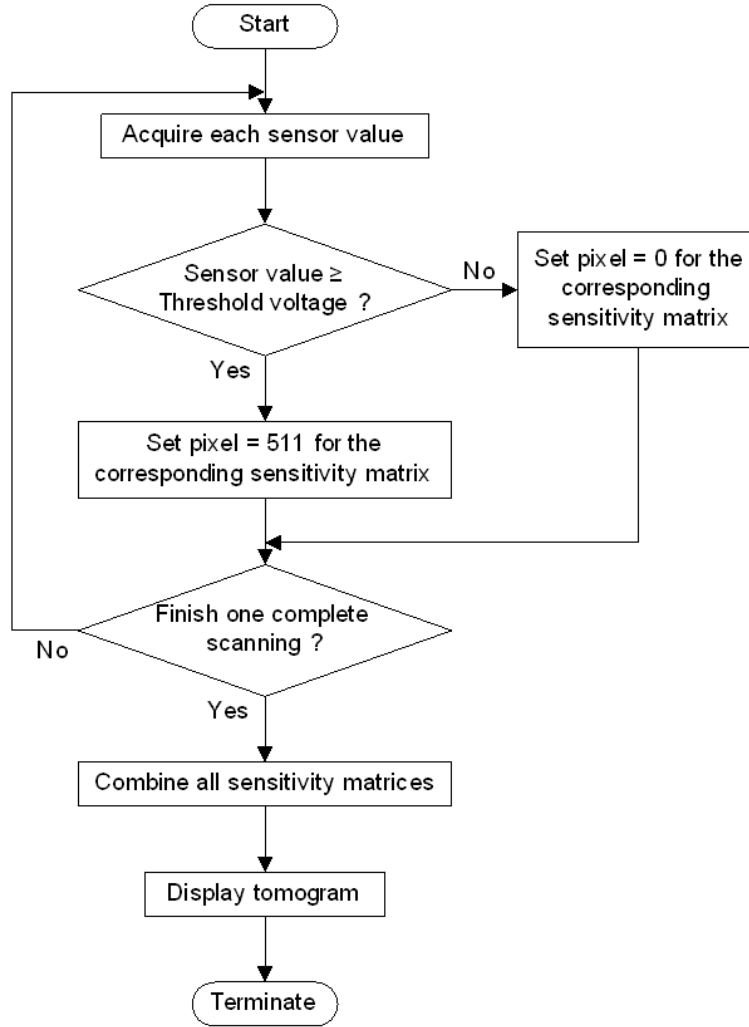 Start
Acquire each sensor value
Sensor value ≥
Threshold voltage ?
No
Set pixel = 0 for the
corresponding
sensitivity matrix
Yes
Set pixel = 511 for the
corresponding sensitivity matrix
Finish one complete
scanning ?
No
Yes
Combine all sensitivity matrices
Display tomogram
Terminate